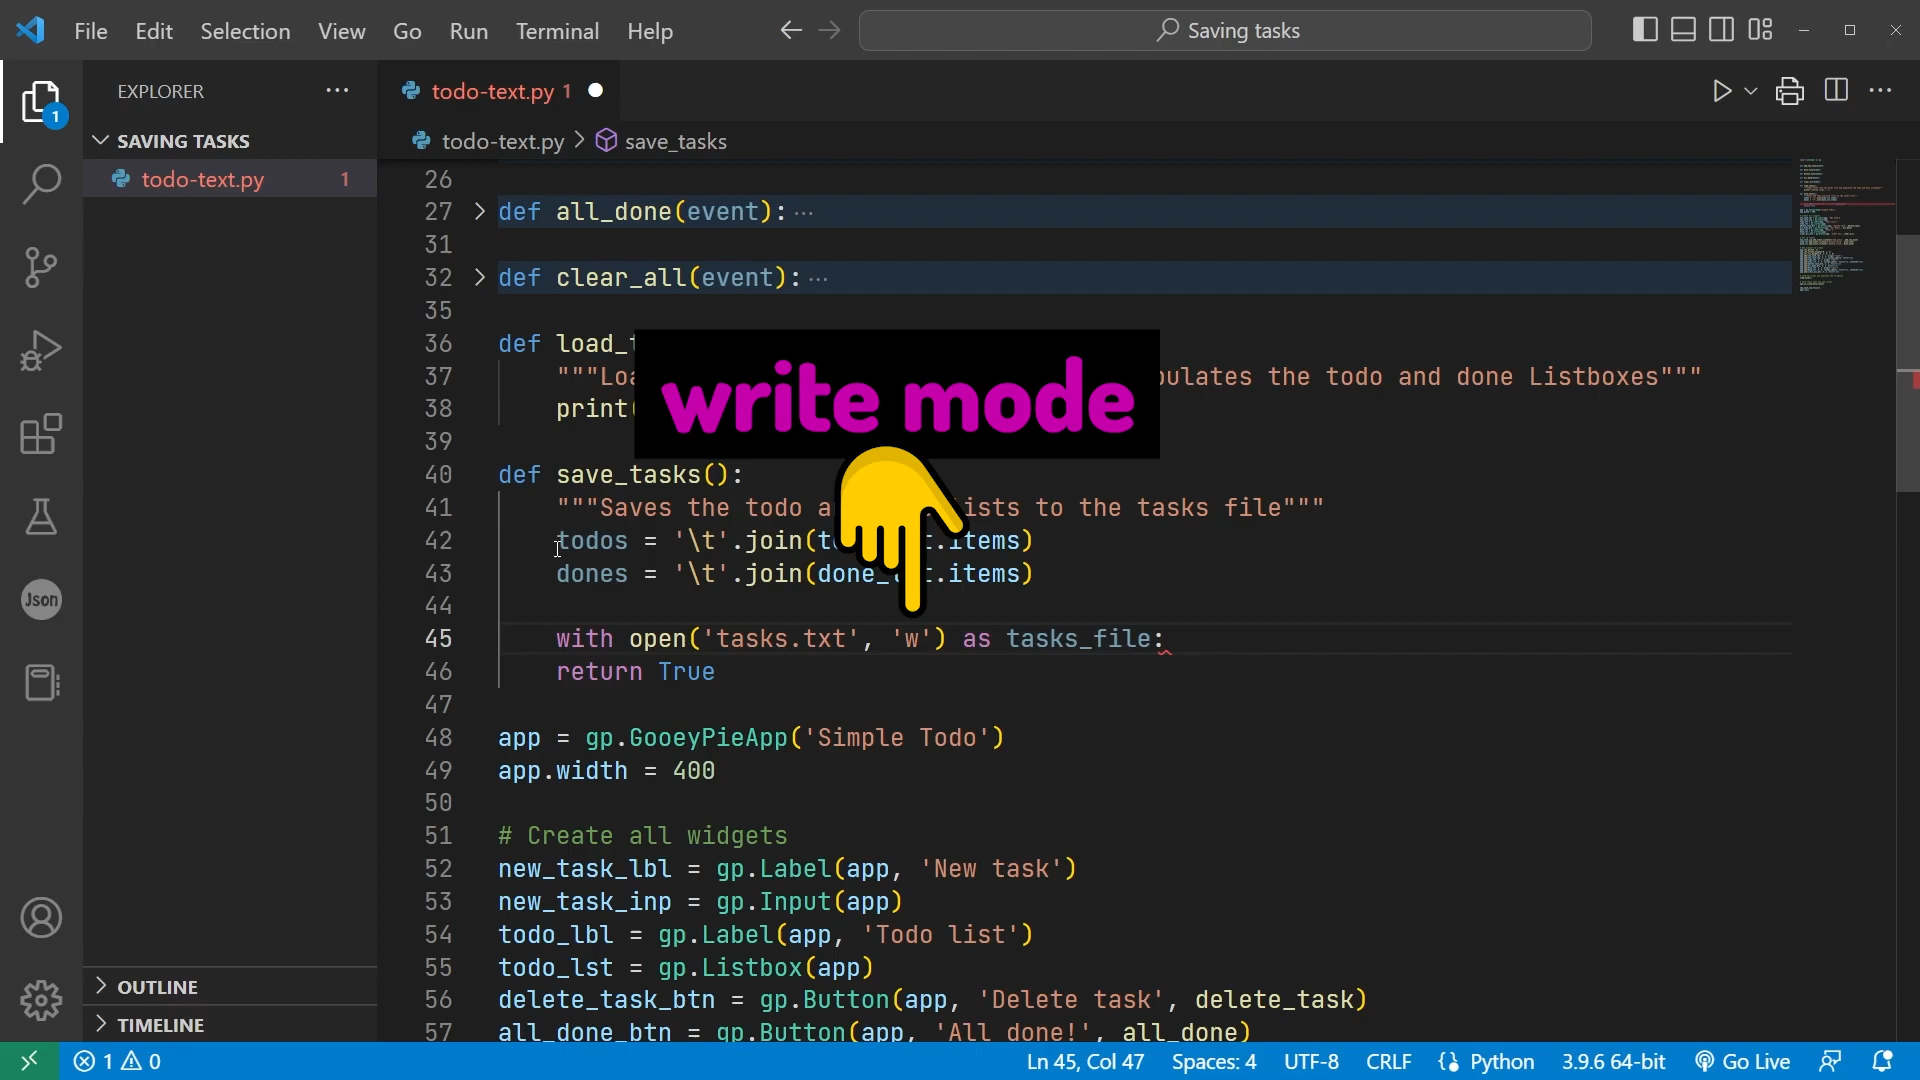 File Edit Selection View Go Run Terminal Help
Saving tasks
EXPLORER
todo-text.py 1
1
SAVING TASKS
todo-text.py > save_tasks
todo-text.py 1
26
27 def all_done(event): ...
31
32 def clear_all(event): ...
35
36 def load_
37 """Lo pulates the todo and done Listboxes"""
38 print
write mode
39
40 def save_tasks():
41 """Saves the todo a ists to the tasks file"""
42 todos = '\t'.join(t t.items)
43 dones = '\t'.join(done_ t.items)
44
45 with open('tasks.txt', 'w') as tasks_file:
46 return True
47
48 app = gp.GooeyPieApp('Simple Todo')
49 app.width = 400
50
51 # Create all widgets
52 new_task_lbl = gp.Label(app, 'New task')
53 new_task_inp = gp.Input(app)
54 todo_lbl = gp.Label(app, 'Todo list')
55 todo_lst = gp.Listbox(app)
56 delete_task_btn = gp.Button(app, 'Delete task', delete_task)
57 all_done_btn = gp.Button(app, 'All done!', all_done)
Json
OUTLINE
TIMELINE
1 0
Ln 45, Col 47 Spaces: 4 UTF-8 CRLF Python 3.9.6 64-bit Go Live